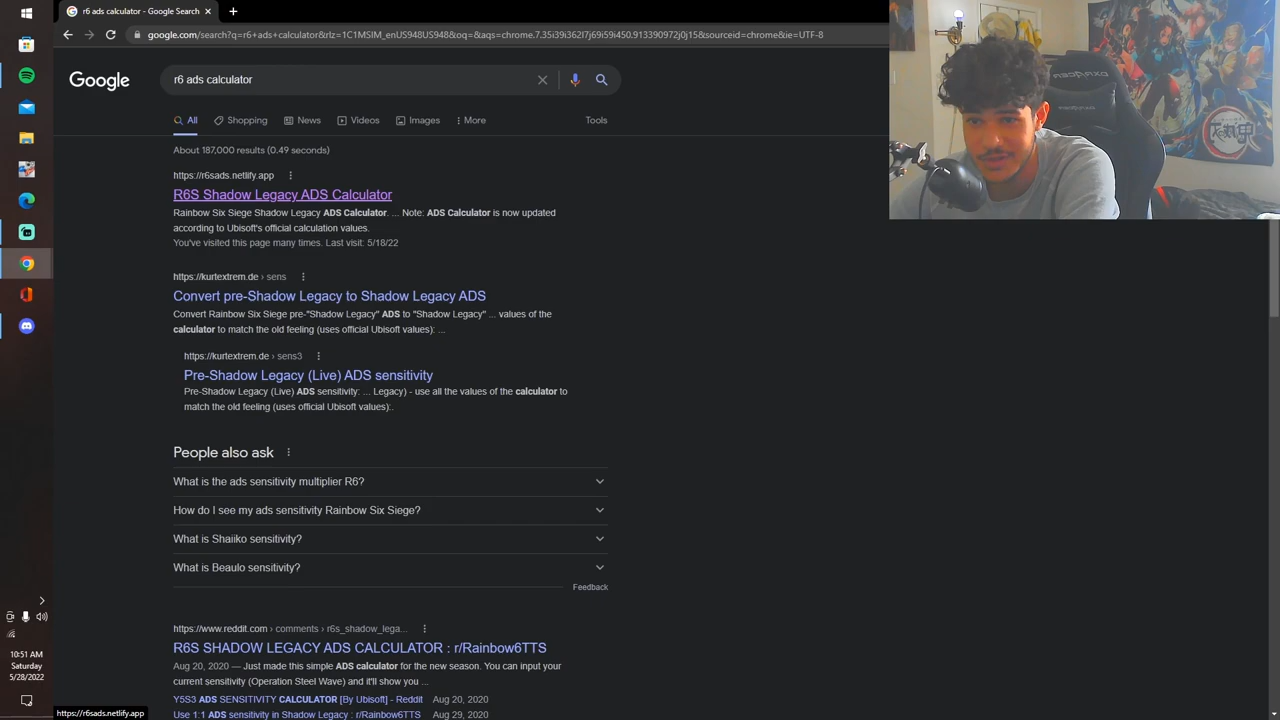 r6 ads calculator - Google Search
google.com/search?q=r6+ads+calculator&rlz=1C1MSIM_enUS948US948&oq=&aqs=chrome.7.35i39i362l7j69i59i450.913390972j0j15&sourceid=chrome&ie=UTF-8
Google
r6 ads calculator
All Shopping News Videos Images More Tools
About 187,000 results (0.49 seconds)
https://r6sads.netlify.app
R6S Shadow Legacy ADS Calculator
Rainbow Six Siege Shadow Legacy ADS Calculator. ... Note: ADS Calculator is now updated
according to Ubisoft's official calculation values.
You've visited this page many times. Last visit: 5/18/22
https://kurtextrem.de › sens
Convert pre-Shadow Legacy to Shadow Legacy ADS
Convert Rainbow Six Siege pre-"Shadow Legacy" ADS to "Shadow Legacy" ... values of the
calculator to match the old feeling (uses official Ubisoft values): ...
https://kurtextrem.de › sens3
Pre-Shadow Legacy (Live) ADS sensitivity
Pre-Shadow Legacy (Live) ADS sensitivity: ... Legacy) - use all the values of the calculator to
match the old feeling (uses official Ubisoft values):.
People also ask
What is the ads sensitivity multiplier R6?
How do I see my ads sensitivity Rainbow Six Siege?
What is Shaiiko sensitivity?
What is Beaulo sensitivity?
Feedback
https://www.reddit.com › comments › r6s_shadow_lega...
R6S SHADOW LEGACY ADS CALCULATOR : r/Rainbow6TTS
Aug 20, 2020 — Just made this simple ADS calculator for the new season. You can input your
current sensitivity (Operation Steel Wave) and it'll show you ...
Y5S3 ADS SENSITIVITY CALCULATOR [By Ubisoft] - Reddit Aug 20, 2020
Use 1:1 ADS sensitivity in Shadow Legacy : r/Rainbow6TTS Aug 29, 2020
10:51 AM
Saturday
5/28/2022
https://r6sads.netlify.app